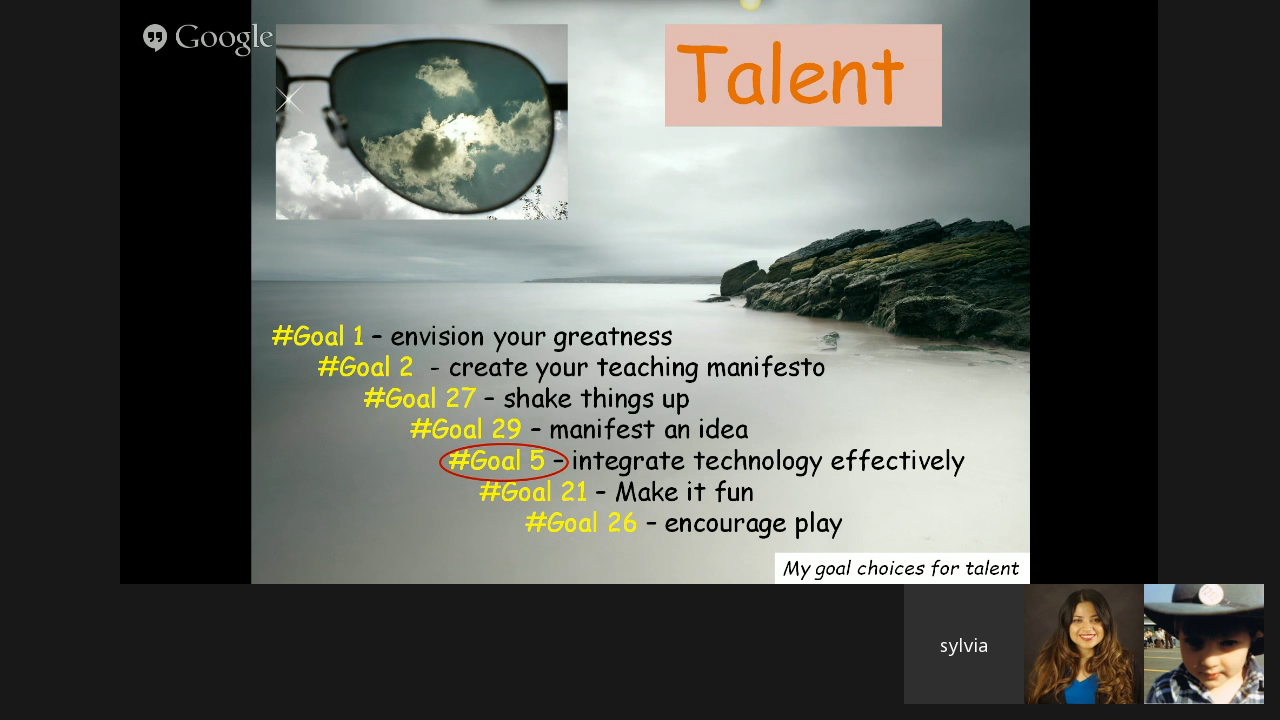 Google
Talent
#Goal 1 – envision your greatness
#Goal 2 - create your teaching manifesto
#Goal 27 – shake things up
#Goal 29 – manifest an idea
#Goal 5 – integrate technology effectively
#Goal 21 – Make it fun
#Goal 26 – encourage play
My goal choices for talent
sylvia